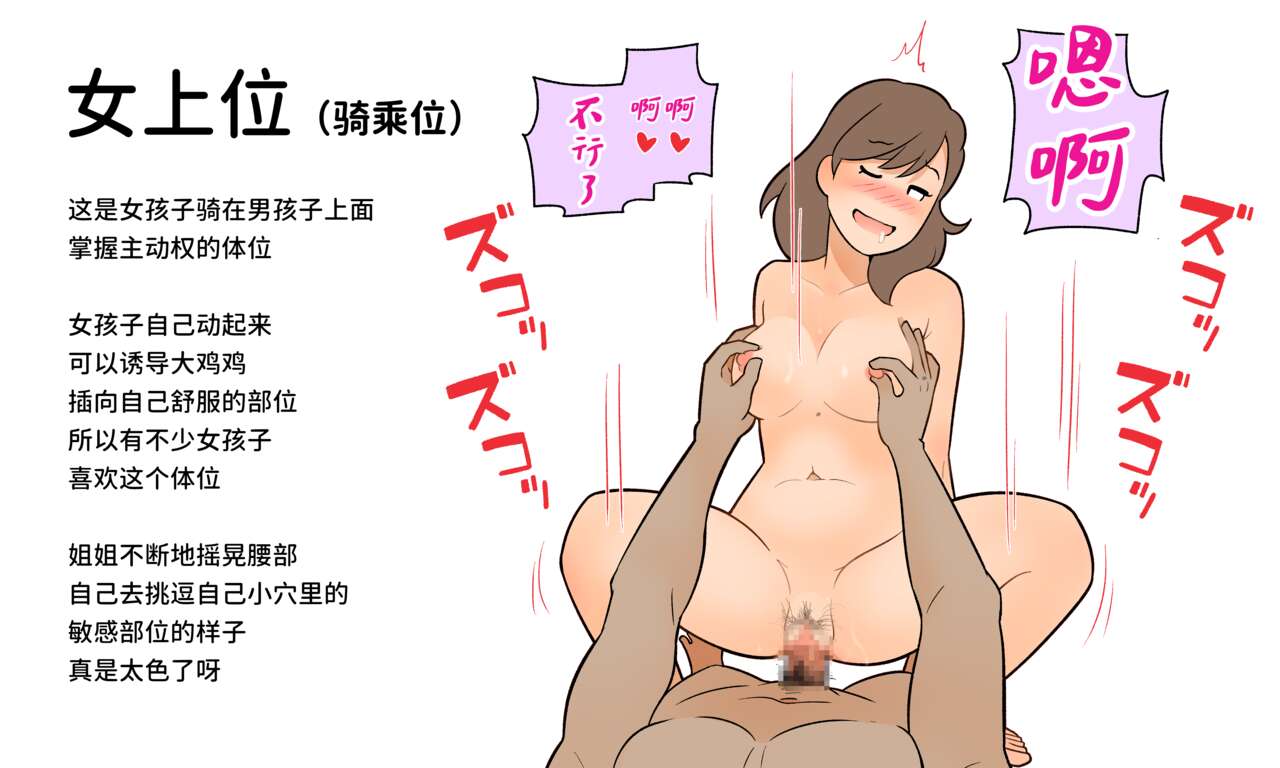 女上位（骑乘位）
这是女孩子骑在男孩子上面
掌握主动权的体位
女孩子自己动起来
可以诱导大鸡鸡
插向自己舒服的部位
所以有不少女孩子
喜欢这个体位
姐姐不断地摇晃腰部
自己去挑逗自己小穴里的
敏感部位的样子
真是太色了呀
嗯啊
啊啊
不行了
ズコッ
ズコッ
ズコッ
ズコッ